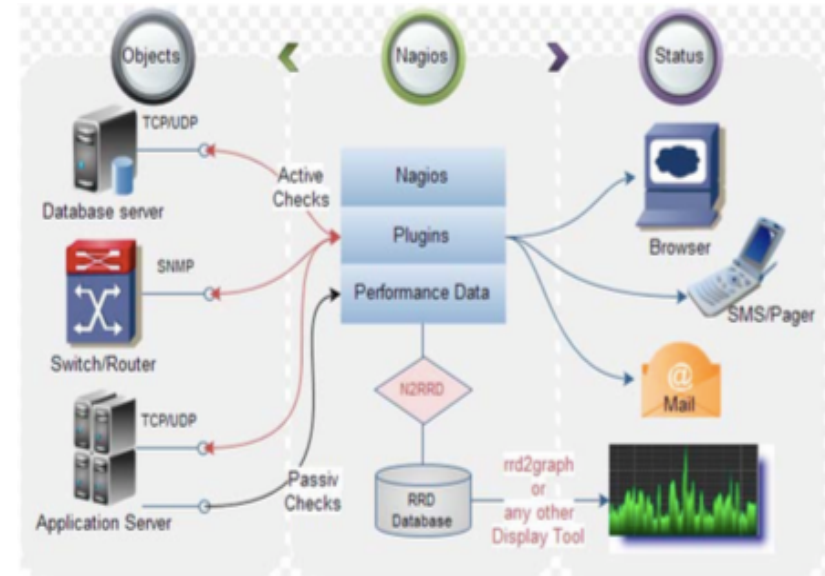 Objects
Nagios
Status
TCP/UDP
Database server
SNMP
Switch/Router
TCP/UDP
Application Server
Active
Checks
Passiv
Checks
Nagios
Plugins
Performance Data
N2RRD
RRD
Database
rrd2graph
or
any other
Display Tool
Browser
SMS/Pager
@
Mail